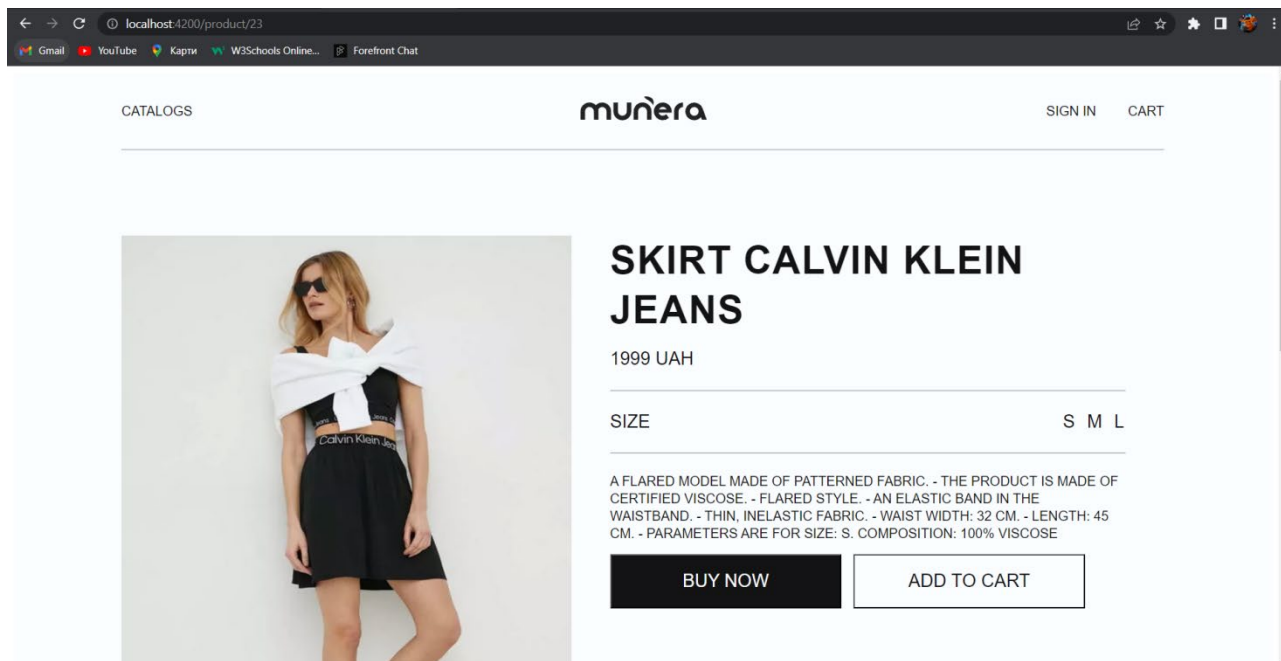 localhost:4200/product/23
Gmail YouTube Карти W3Schools Online... Forefront Chat
CATALOGS munera SIGN IN CART
SKIRT CALVIN KLEIN
JEANS
1999 UAH
SIZE S M L
A FLARED MODEL MADE OF PATTERNED FABRIC. - THE PRODUCT IS MADE OF
CERTIFIED VISCOSE. - FLARED STYLE. - AN ELASTIC BAND IN THE
WAISTBAND. - THIN, INELASTIC FABRIC. - WAIST WIDTH: 32 CM. - LENGTH: 45
CM. - PARAMETERS ARE FOR SIZE: S. COMPOSITION: 100% VISCOSE
BUY NOW ADD TO CART
Calvin Klein Jeans